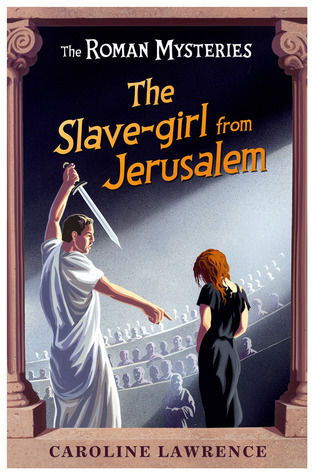 The ROMAN MYSTERIES
The
Slave-girl from
Jerusalem
CAROLINE LAWRENCE